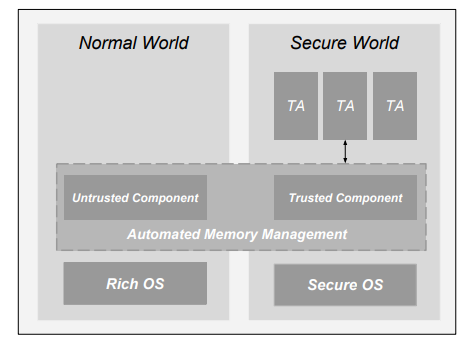 Normal World
Secure World
TA
TA
TA
Untrusted Component
Trusted Component
Automated Memory Management
Rich OS
Secure OS